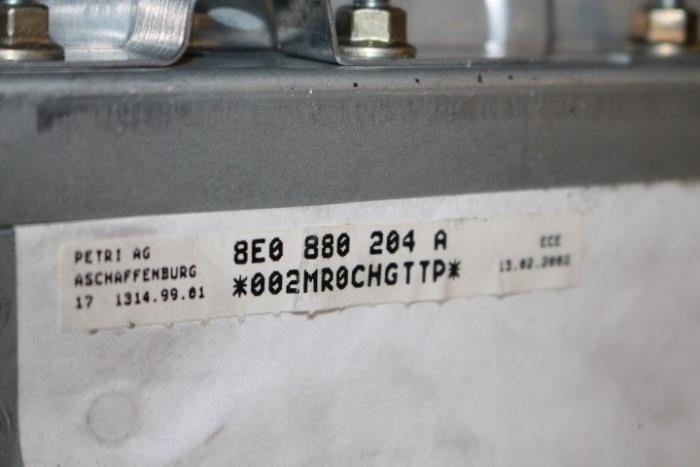 PETRI AG
ASCHAFFENBURG
17 1314.99.01
8E0 880 204 A
*002MR0CHGTTP*
ECE
13.02.2002